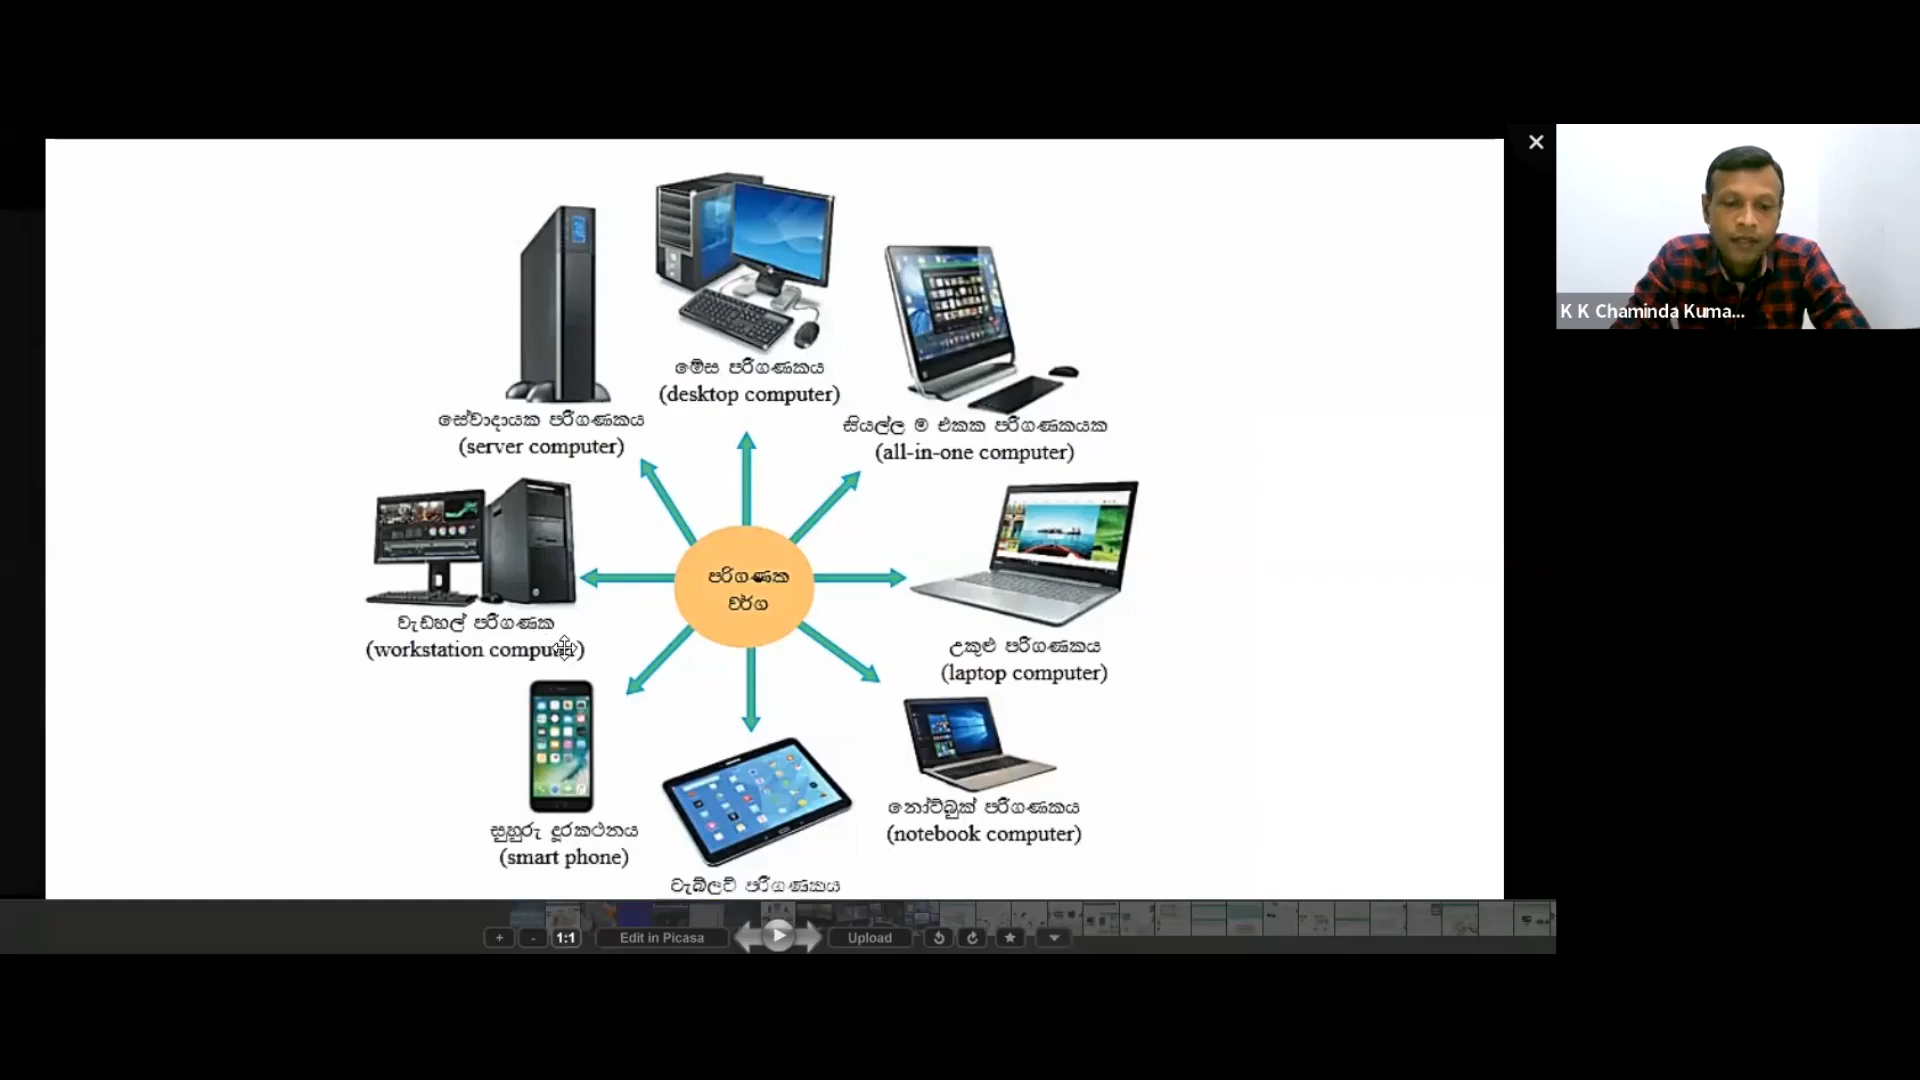 මේස පරිගණකය
(desktop computer)
සේවාදායක පරිගණකය
(server computer)
සියල්ල ම එකක පරිගණකයක
(all-in-one computer)
පරිගණක
වර්ග
වැඩහල් පරිගණක
(workstation computer)
උකුළු පරිගණකය
(laptop computer)
සුහුරු දුරකථනය
(smart phone)
ටැබ්ලට් පරිගණකය
නෝට්බුක් පරිගණකය
(notebook computer)
K K Chaminda Kuma...
+
-
1:1
Edit in Picasa
Upload